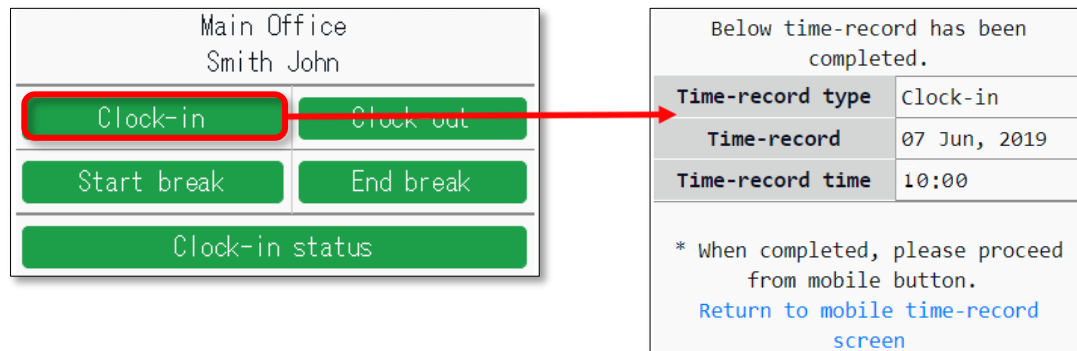 Main Office
Smith John
Clock-in
Clock-out
Start break
End break
Clock-in status
Below time-record has been
completed.
Time-record type Clock-in
Time-record 07 Jun, 2019
Time-record time 10:00
* When completed, please proceed
from mobile button.
Return to mobile time-record
screen